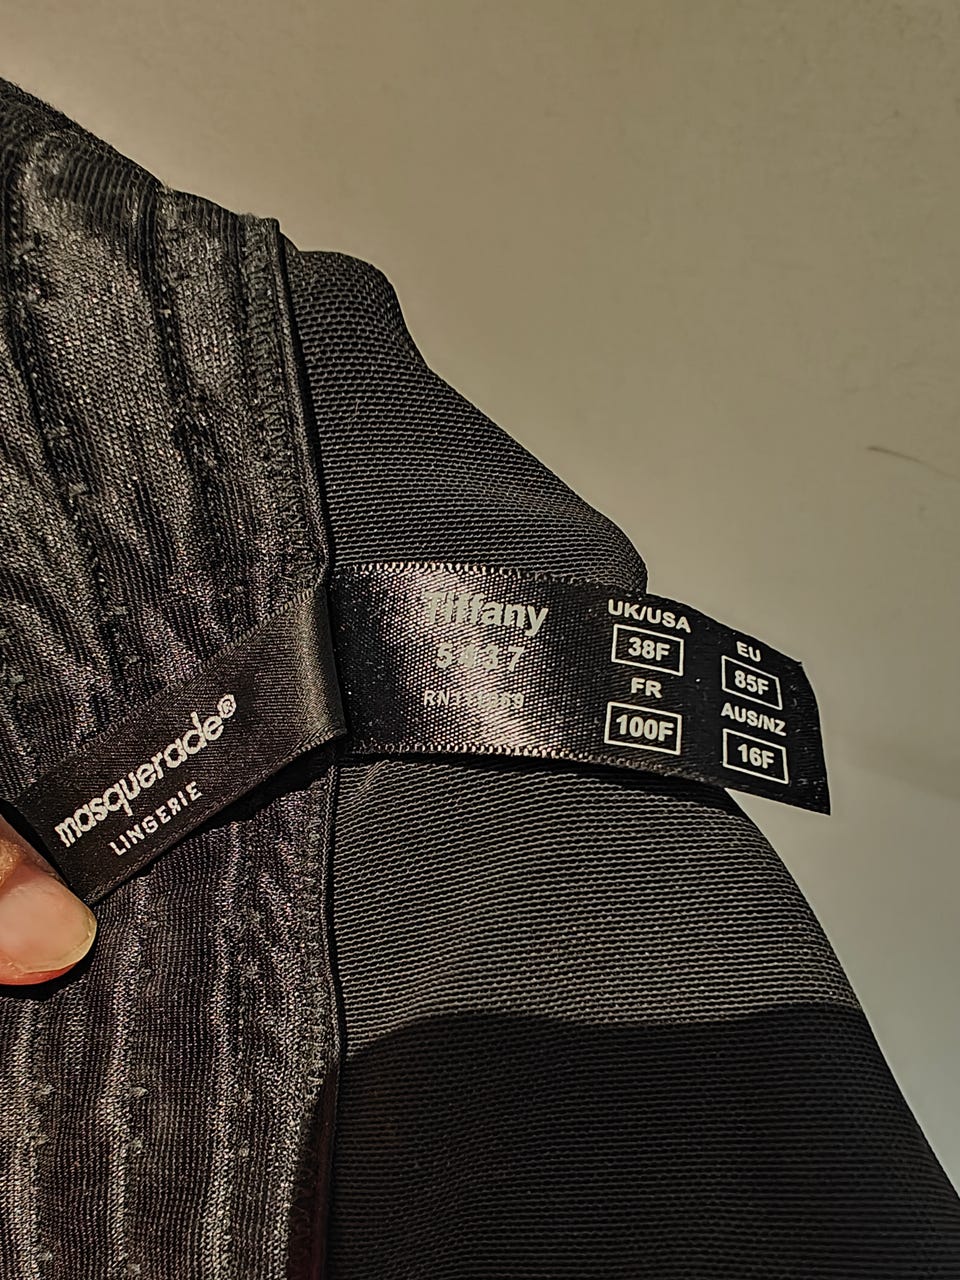 masquerade®
LINGERIE
Tiffany
UK/USA
38F
FR
100F
EU
85F
AUS/NZ
16F